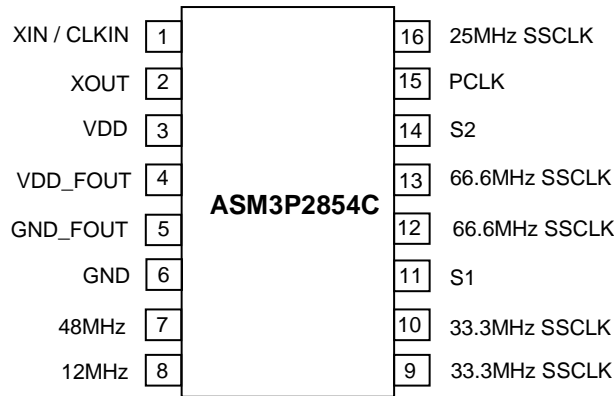 XIN / CLKIN 1 16 25MHz SSCLK
XOUT 2 15 PCLK
VDD 3 14 S2
VDD_FOUT 4 13 66.6MHz SSCLK
ASM3P2854C
GND_FOUT 5 12 66.6MHz SSCLK
GND 6 11 S1
48MHz 7 10 33.3MHz SSCLK
12MHz 8 9 33.3MHz SSCLK